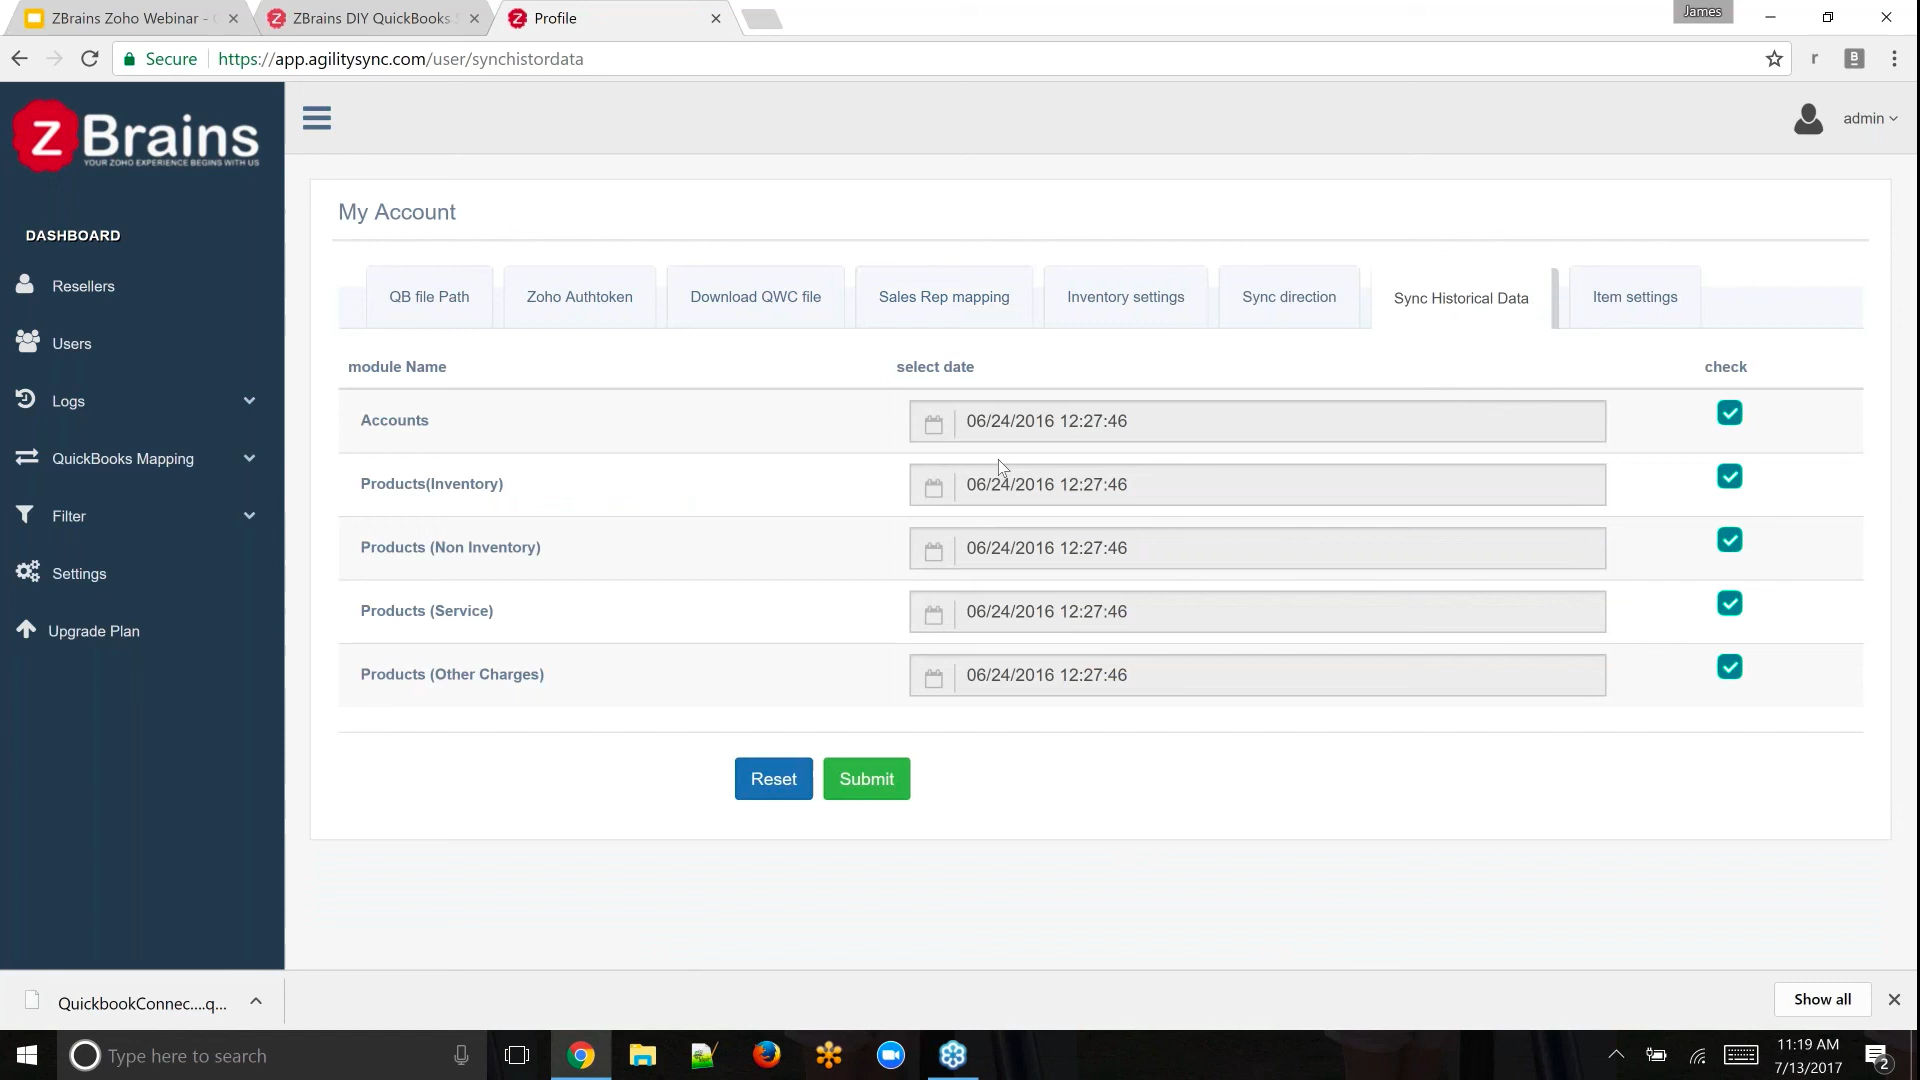 ZBrains Zoho Webinar -
ZBrains DIY QuickBooks
Profile
James
Secure
https://app.agilitysync.com/user/synchistordata
r
B
Z Brains
YOUR ZOHO EXPERIENCE BEGINS WITH US
admin
DASHBOARD
Resellers
Users
Logs
QuickBooks Mapping
Filter
Settings
Upgrade Plan
My Account
QB file Path
Zoho Authtoken
Download QWC file
Sales Rep mapping
Inventory settings
Sync direction
Sync Historical Data
Item settings
module Name
select date
check
Accounts
06/24/2016 12:27:46
Products(Inventory)
06/24/2016 12:27:46
Products (Non Inventory)
06/24/2016 12:27:46
Products (Service)
06/24/2016 12:27:46
Products (Other Charges)
06/24/2016 12:27:46
Reset
Submit
QuickbookConnec....q...
Show all
Type here to search
11:19 AM
7/13/2017
2